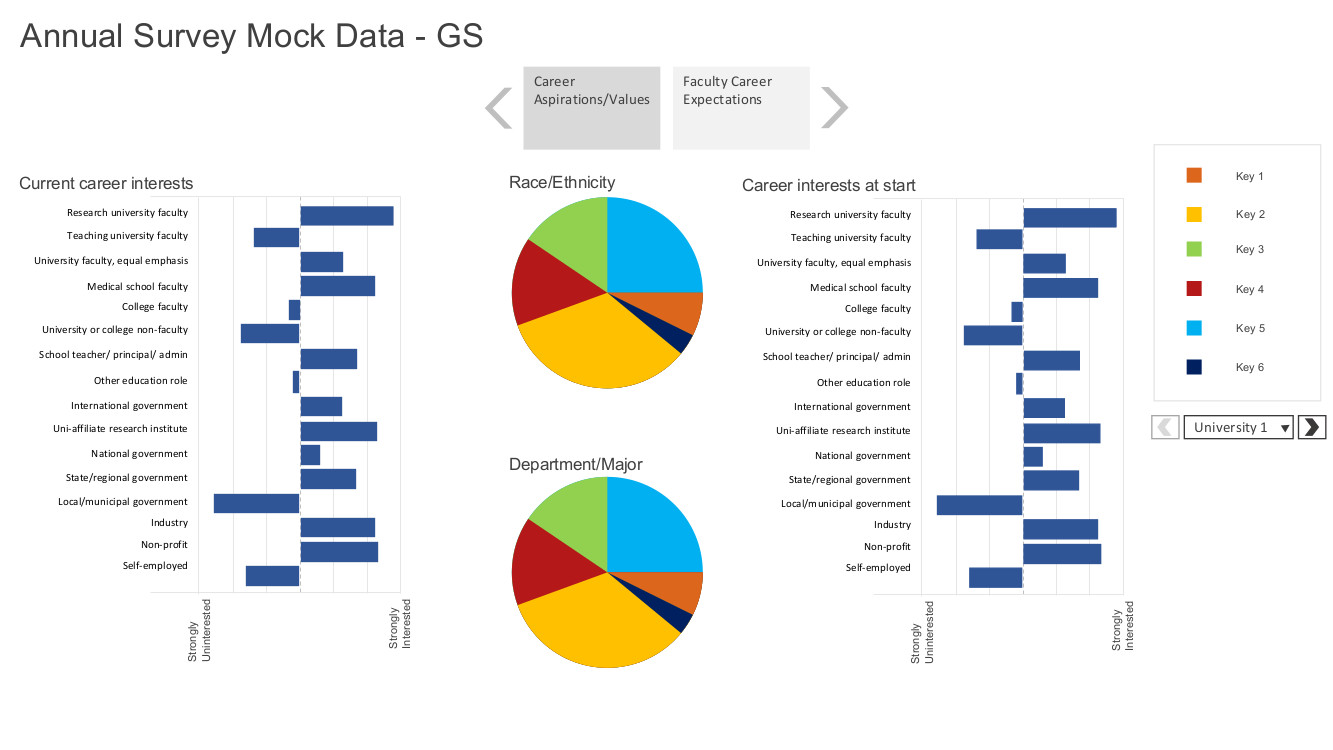 Annual Survey Mock Data - GS
Career
Aspirations/Values
Faculty Career
Expectations
Current career interests
Research university faculty
Teaching university faculty
University faculty, equal emphasis
Medical school faculty
College faculty
University or college non-faculty
School teacher/ principal/ admin
Other education role
International government
Uni-affiliate research institute
National government
State/regional government
Local/municipal government
Industry
Non-profit
Self-employed
Strongly
Uninterested
Strongly
Interested
Race/Ethnicity
Department/Major
Career interests at start
Research university faculty
Teaching university faculty
University faculty, equal emphasis
Medical school faculty
College faculty
University or college non-faculty
School teacher/ principal/ admin
Other education role
International government
Uni-affiliate research institute
National government
State/regional government
Local/municipal government
Industry
Non-profit
Self-employed
Strongly
Uninterested
Strongly
Interested
Key 1
Key 2
Key 3
Key 4
Key 5
Key 6
University 1